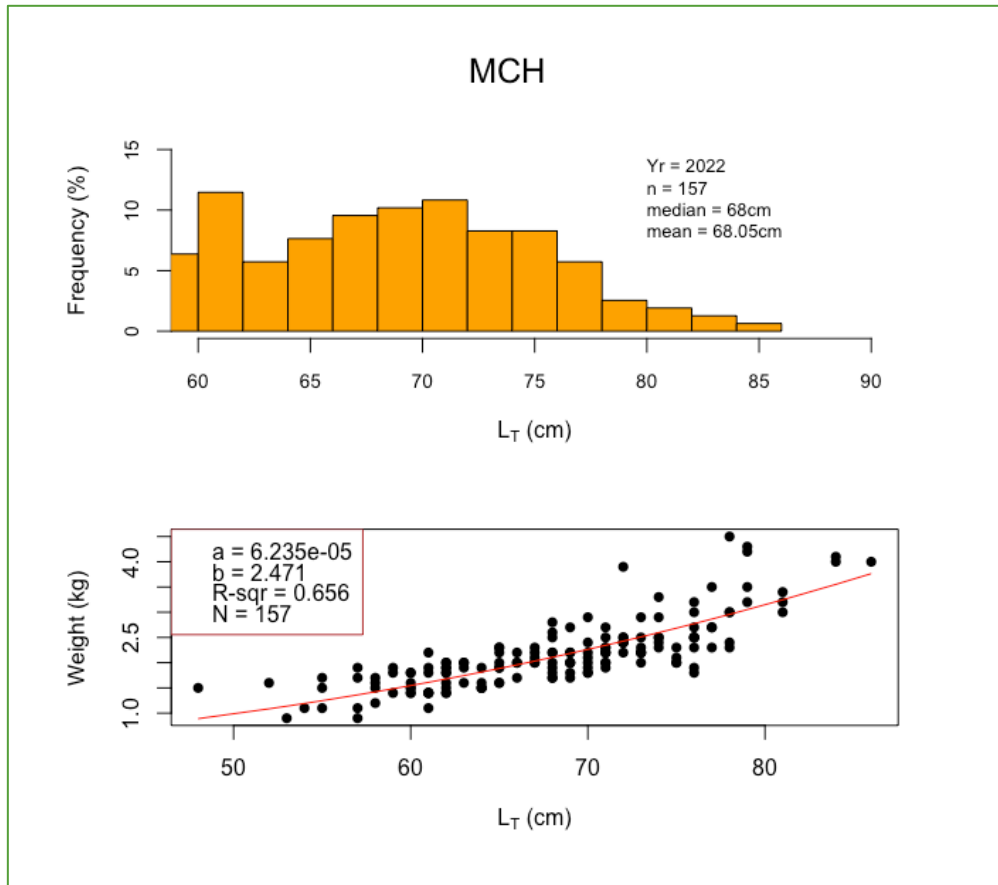 MCH
Frequency (%)
15
10
5
0
Yr = 2022
n = 157
median = 68cm
mean = 68.05cm
60 65 70 75 80 85 90
LT (cm)
Weight (kg)
4.0
2.5
1.0
a = 6.235e-05
b = 2.471
R-sqr = 0.656
N = 157
50 60 70 80
LT (cm)